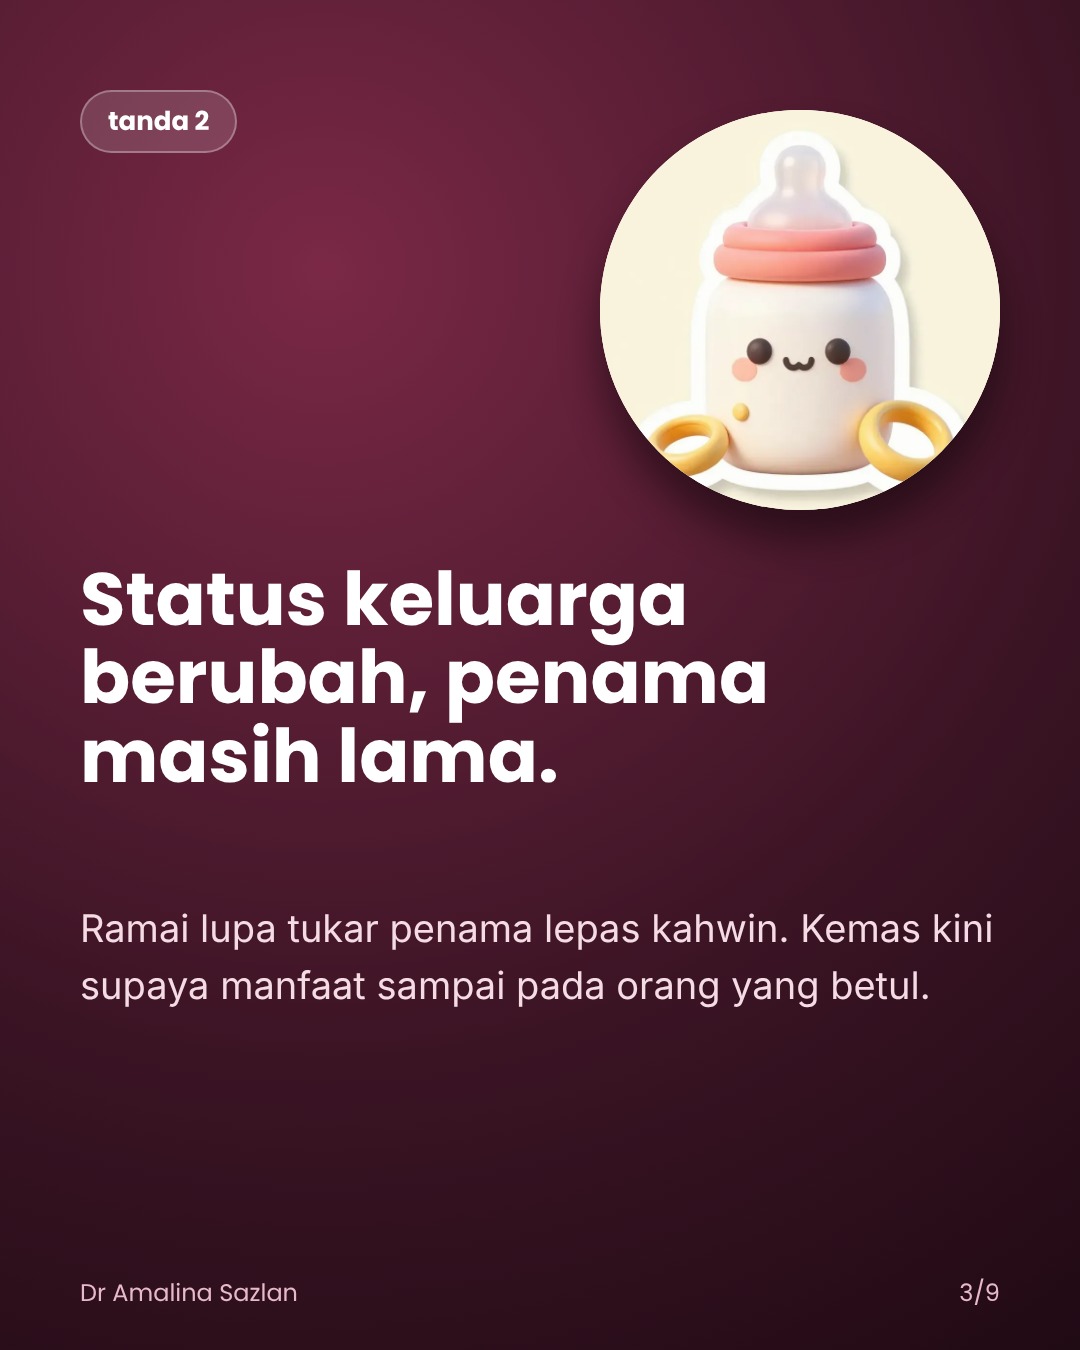 tanda 2
Status keluarga
berubah, penama
masih lama.
Ramai lupa tukar penama lepas kahwin. Kemas kini
supaya manfaat sampai pada orang yang betul.
Dr Amalina Sazlan
3/9